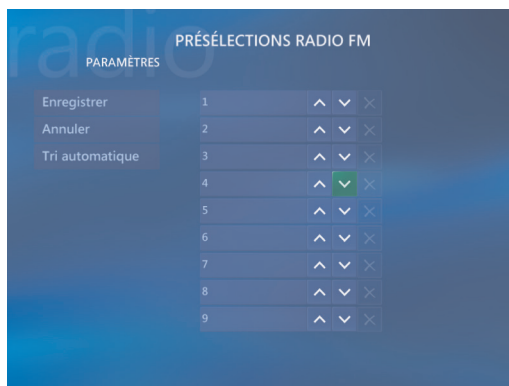 radio
PRÉSÉLECTIONS RADIO FM
PARAMÈTRES
Enregistrer
Annuler
Tri automatique
1
2
3
4
5
6
7
8
9